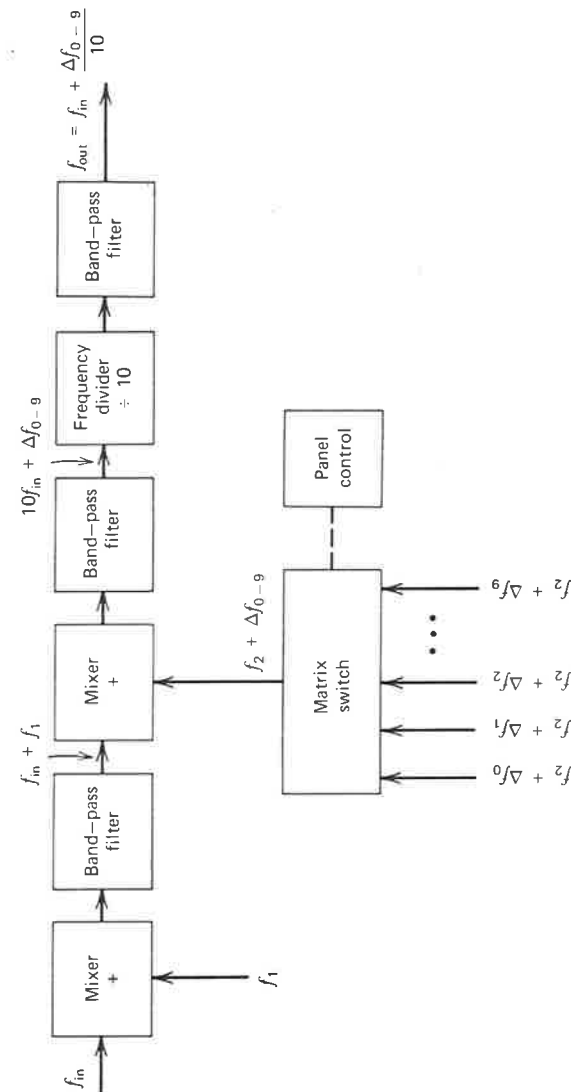 f_in
Mixer
+
f_1
Band–pass
filter
f_in + f_1
Mixer
+
f_2 + Δf_0–9
Band–pass
filter
10f_in + Δf_0–9
Frequency
divider
÷ 10
Band–pass
filter
f_out = f_in + Δf_0–9
10
Matrix
switch
Panel
control
f_2 + Δf_0
f_2 + Δf_1
f_2 + Δf_2
• • •
f_2 + Δf_9